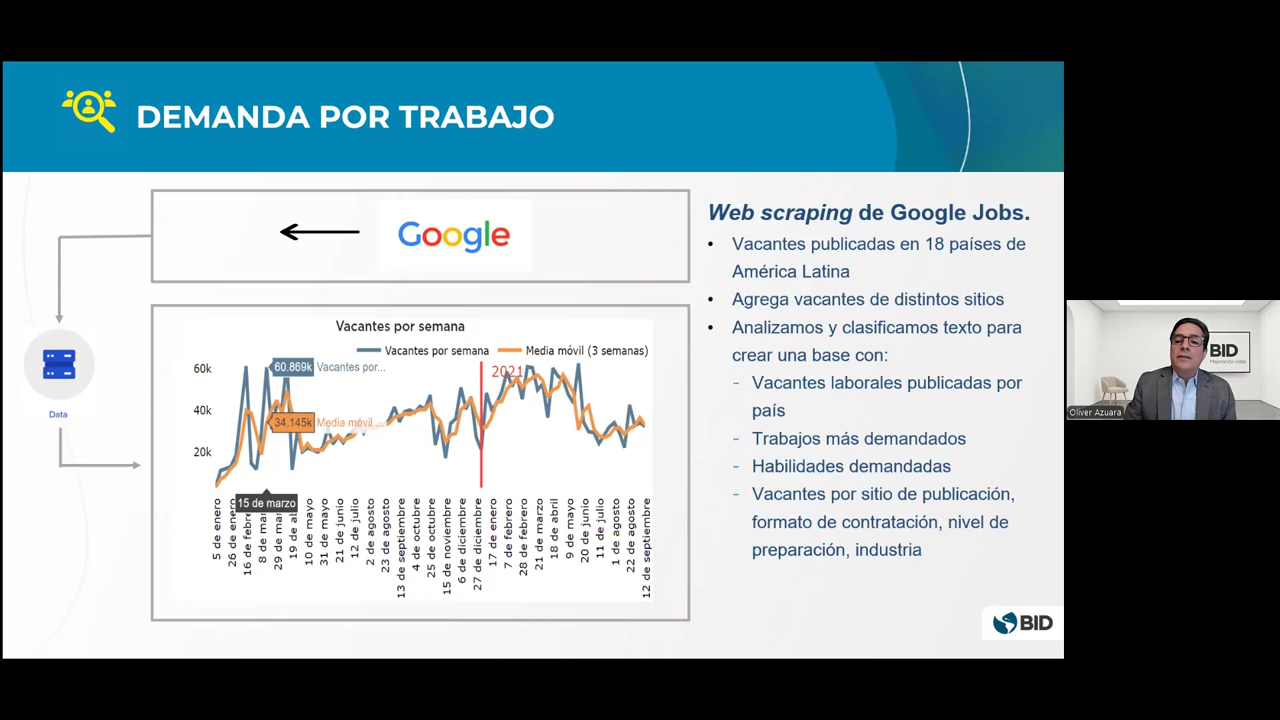 DEMANDA POR TRABAJO
Google
Data
Vacantes por semana
Vacantes por semana
Media móvil (3 semanas)
60k
40k
20k
60.869k
Vacantes por...
34.145k
Media móvil ...
2021
15 de marzo
5 de enero
26 de enero
16 de febre
8 de mar
29 de mar
19 de ab
10 de mayo
31 de mayo
21 de junio
12 de julio
2 de agosto
23 de agosto
13 de septiembre
4 de octubre
25 de octubre
15 de noviembre
6 de diciembre
27 de diciembre
17 de enero
7 de febrero
28 de febrero
21 de marzo
18 de abril
9 de mayo
20 de junio
11 de julio
1 de agosto
22 de agosto
12 de septiembre
Web scraping de Google Jobs.
• Vacantes publicadas en 18 países de
América Latina
• Agrega vacantes de distintos sitios
• Analizamos y clasificamos texto para
crear una base con:
- Vacantes laborales publicadas por
país
- Trabajos más demandados
- Habilidades demandadas
- Vacantes por sitio de publicación,
formato de contratación, nivel de
preparación, industria
BID
BID
Mejorando vidas
Oliver Azuara